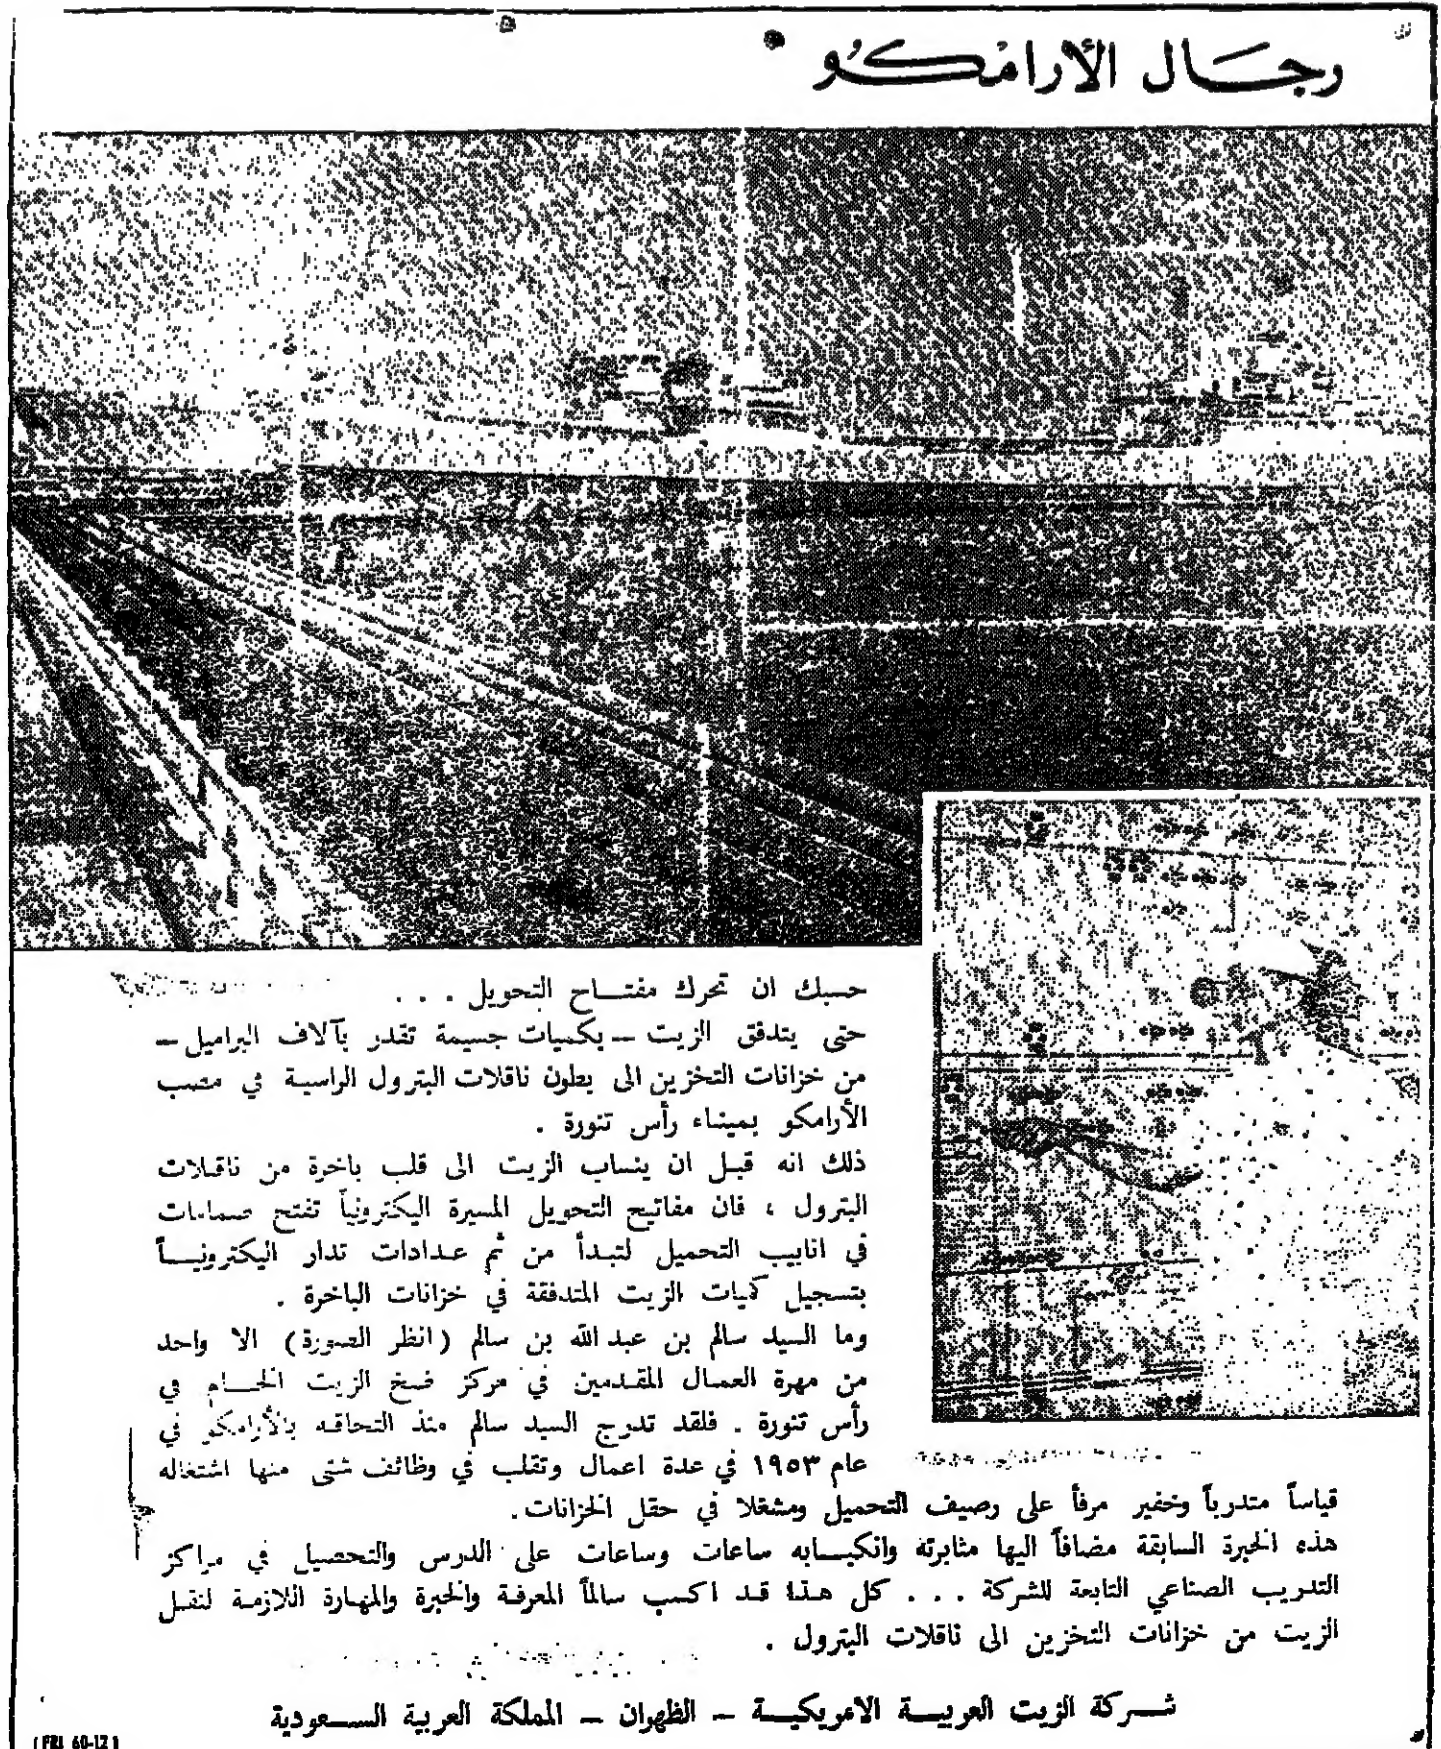 رجال الأرامكو
حسبك ان تحرك مفتاح التحويل . . .
حتى يتدفق الزيت – بكميات جسيمة تقدر بآلاف البراميل –
من خزانات التخزين الى بطون ناقلات البترول الراسية في مصب
الأرامكو بميناء رأس تنورة .
ذلك انه قبل ان ينساب الزيت الى قلب باخرة من ناقلات
البترول ، فان مفاتيح التحويل المسيرة اليكترونياً تفتح صمامات
في انابيب التحميل لتبدأ من ثم عدادات تدار اليكترونياً
بتسجيل كميات الزيت المتدفقة في خزانات الباخرة .
وما السيد سالم بن عبد الله بن سالم (انظر الصورة) الا واحد
من مهرة العمال المقدمين في مركز ضخ الزيت الخام في
رأس تنورة . فلقد تدرج السيد سالم منذ التحاقه بالأرامكو في
عام ١٩٥٣ في عدة اعمال وتقلب في وظائف شتى منها اشتغاله
قياساً متدرباً وخفير مرفأ على رصيف التحميل ومشغلا في حقل الخزانات .
هذه الخبرة السابقة مضافاً اليها مثابرته وانكبابه ساعات وساعات على الدرس والتحصيل في مراكز
التدريب الصناعي التابعة للشركة . . . كل هذا قد اكسب سالماً المعرفة والخبرة والمهارة اللازمة لنقل
الزيت من خزانات التخزين الى ناقلات البترول .
شركة الزيت العربية الامريكية – الظهران – المملكة العربية السعودية
(FRI 60-12)